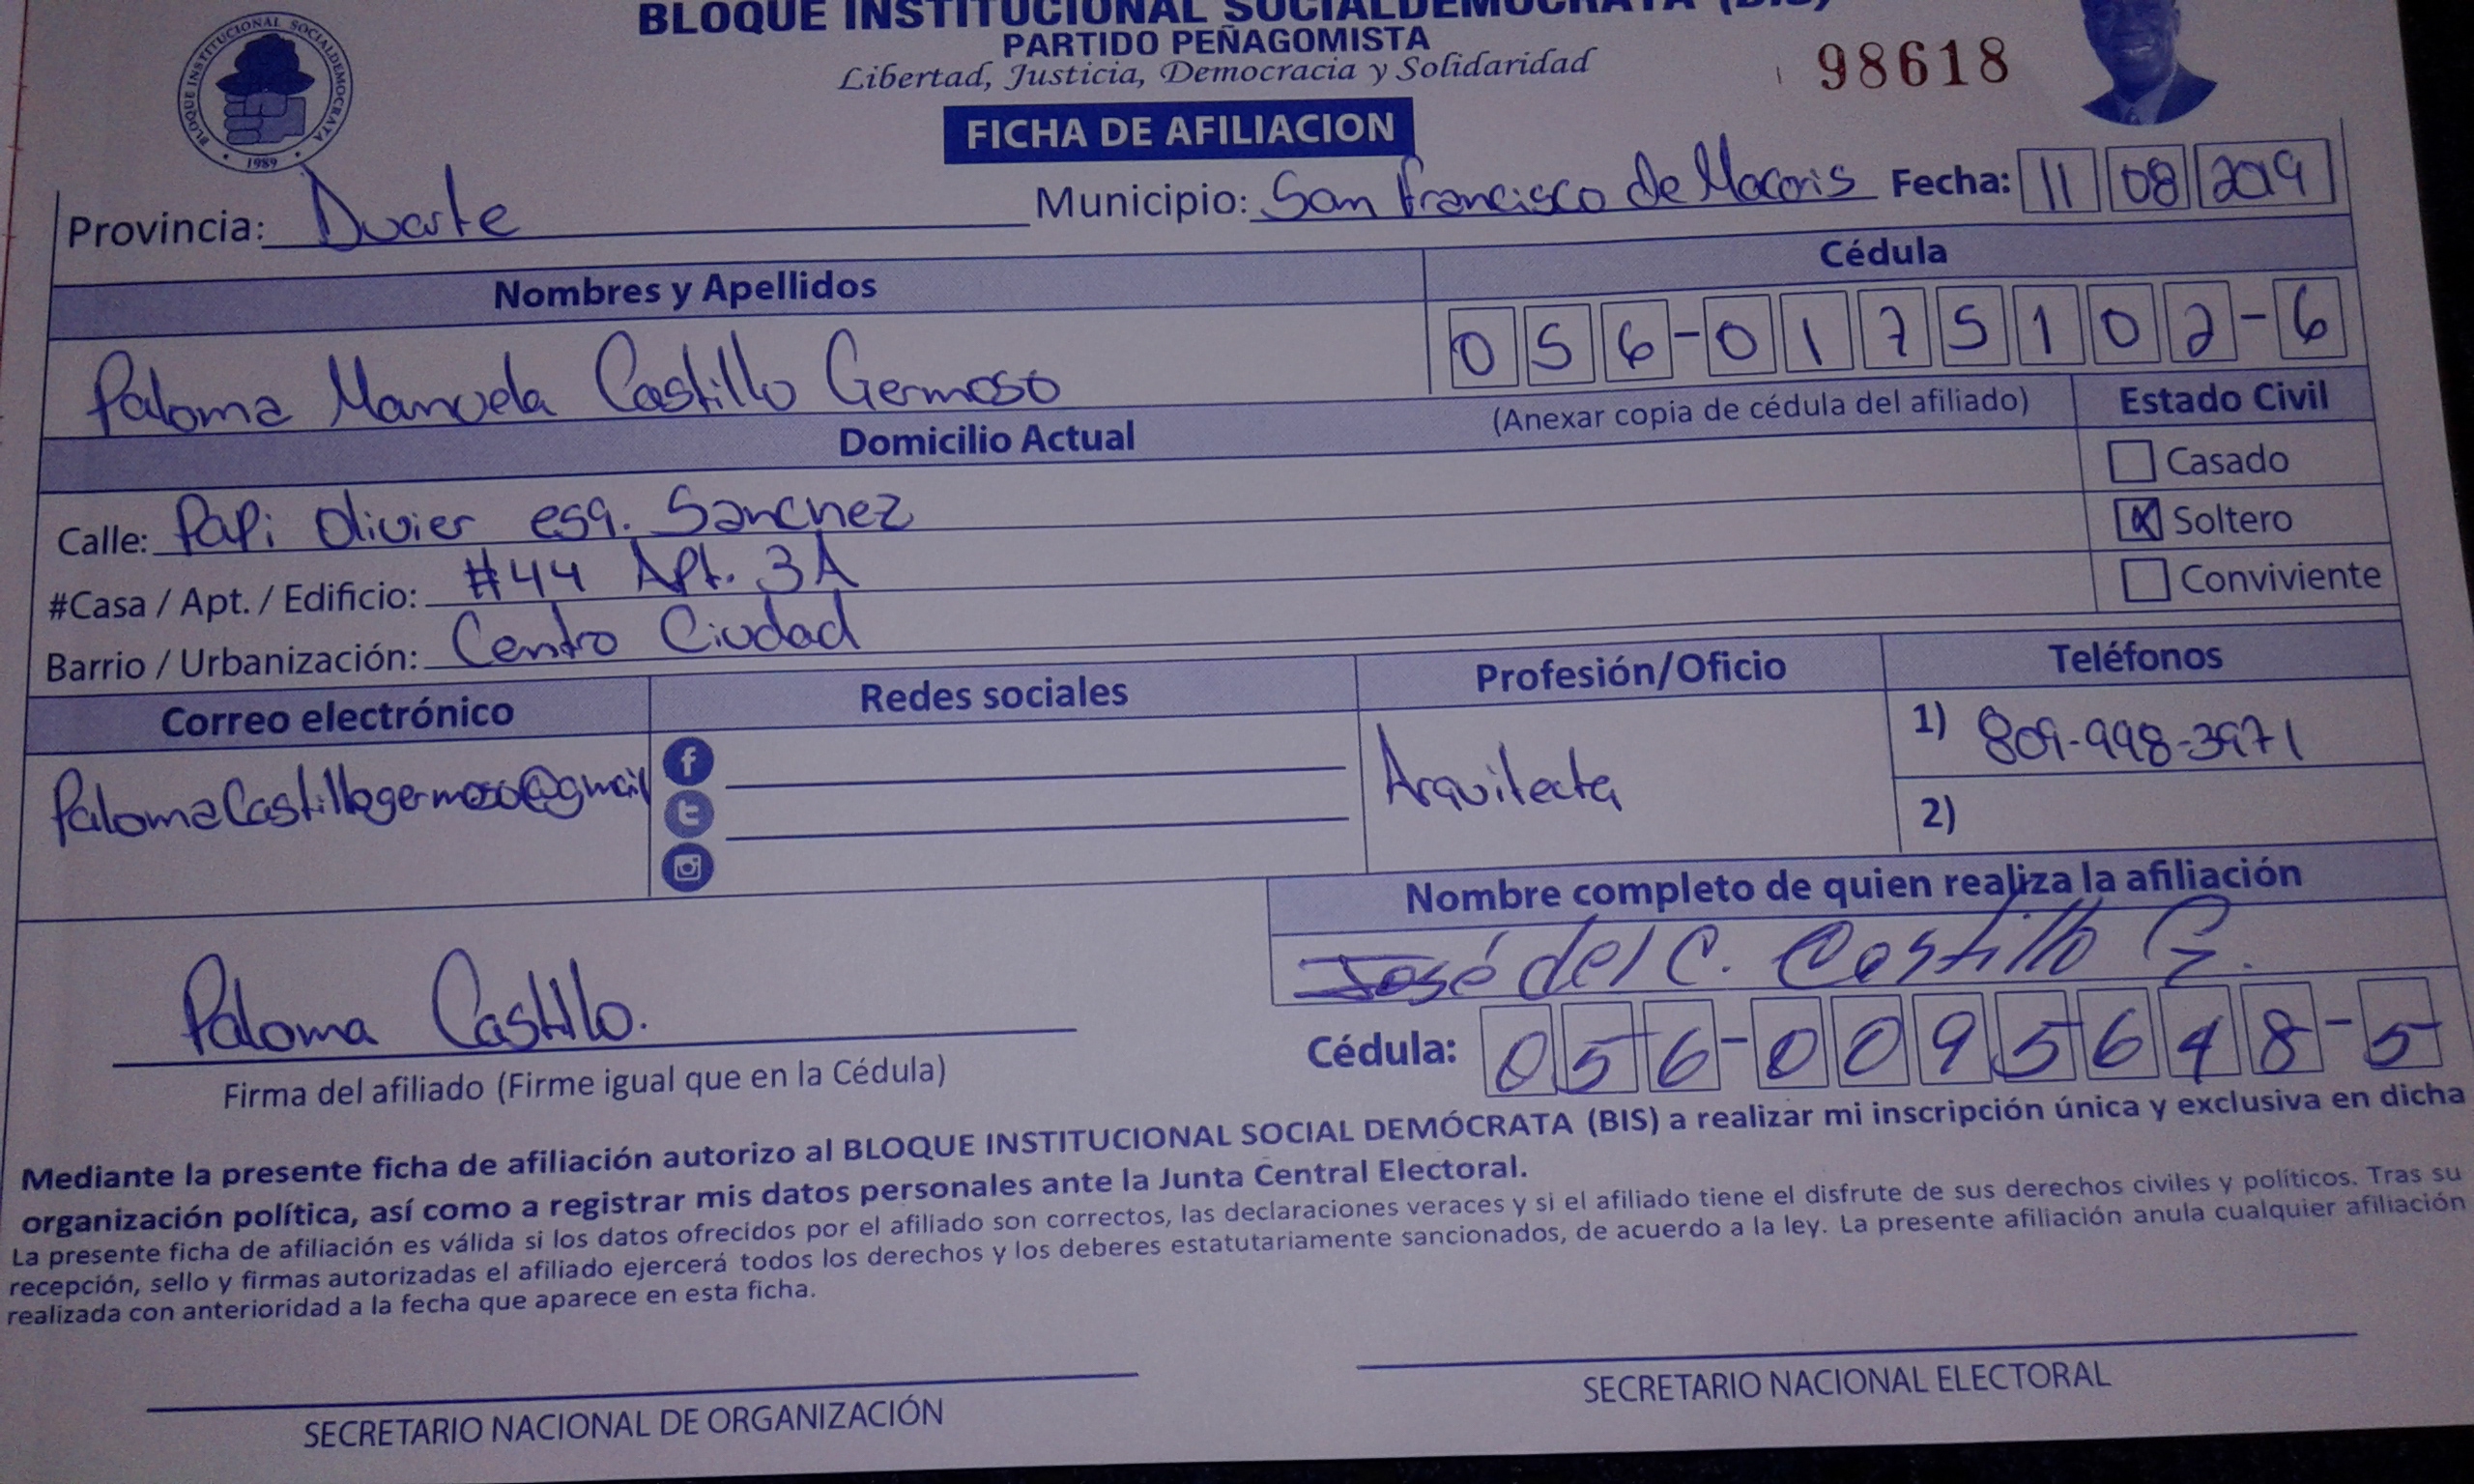 BLOQUE INSTITUCIONAL SOCIALDEMOCRATA (BIS)
PARTIDO PEÑAGOMISTA
Libertad, Justicia, Democracia y Solidaridad
98618
BLOQUE INSTITUCIONAL SOCIALDEMOCRATA
1989
FICHA DE AFILIACION
Provincia: Duarte Municipio: San Francisco de Macoris Fecha: 11 08 2019
Nombres y Apellidos Cédula
Paloma Manuela Castillo Germoso 056-0175102-6
(Anexar copia de cédula del afiliado) Estado Civil
Domicilio Actual
Casado
Calle: Papi Olivier esq. Sanchez
X Soltero
#Casa / Apt. / Edificio: #44 Apt. 3A
Conviviente
Barrio / Urbanización: Centro Ciudad
Correo electrónico Redes sociales Profesión/Oficio Teléfonos
PalomaCastillogermoso@gmail Arquitecta 1) 809-998-3971
2)
Nombre completo de quien realiza la afiliación
José del C. Castillo G.
Paloma Castillo.
Cédula: 056-0095648-5
Firma del afiliado (Firme igual que en la Cédula)
Mediante la presente ficha de afiliación autorizo al BLOQUE INSTITUCIONAL SOCIAL DEMÓCRATA (BIS) a realizar mi inscripción única y exclusiva en dicha
organización política, así como a registrar mis datos personales ante la Junta Central Electoral.
La presente ficha de afiliación es válida si los datos ofrecidos por el afiliado son correctos, las declaraciones veraces y si el afiliado tiene el disfrute de sus derechos civiles y políticos. Tras su
recepción, sello y firmas autorizadas el afiliado ejercerá todos los derechos y los deberes estatutariamente sancionados, de acuerdo a la ley. La presente afiliación anula cualquier afiliación
realizada con anterioridad a la fecha que aparece en esta ficha.
SECRETARIO NACIONAL DE ORGANIZACIÓN SECRETARIO NACIONAL ELECTORAL